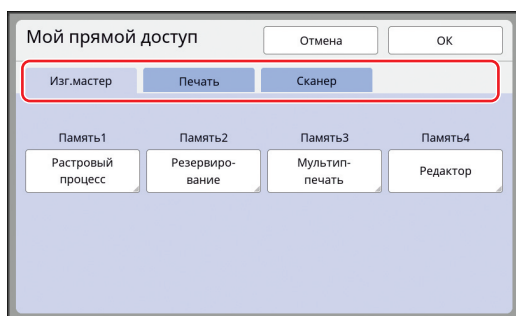 Мой прямой доступ
Отмена
ОК
Изг.мастер
Печать
Сканер
Память1
Память2
Память3
Память4
Растровый
процесс
Резервиро-
вание
Мультип-
печать
Редактор